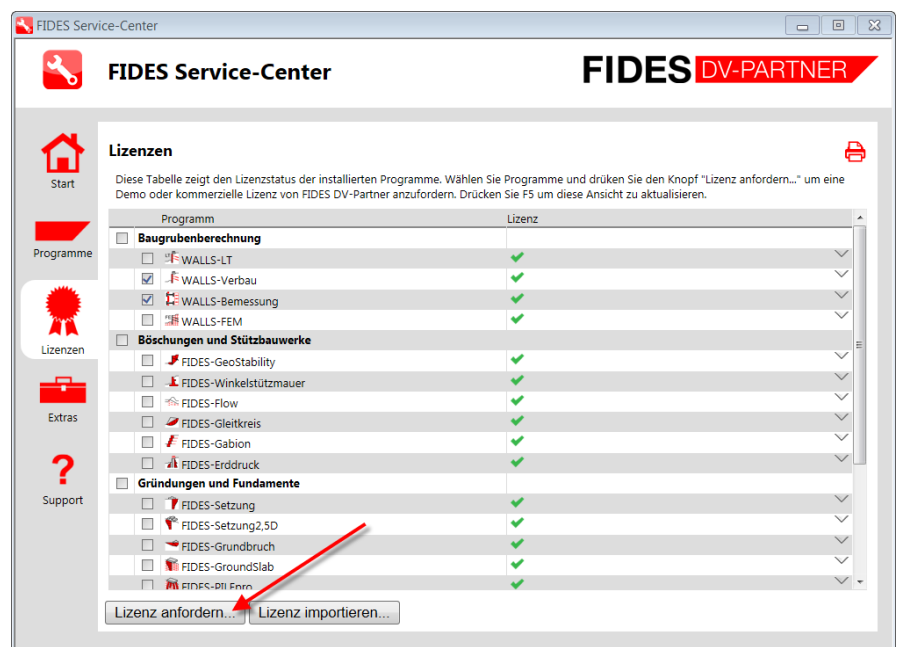 FIDES Service-Center
FIDES Service-Center
FIDES DV-PARTNER
Start
Programme
Lizenzen
Extras
?
Support
Lizenzen
Diese Tabelle zeigt den Lizenzstatus der installierten Programme. Wählen Sie Programme und drüken Sie den Knopf "Lizenz anfordern..." um eine
Demo oder kommerzielle Lizenz von FIDES DV-Partner anzufordern. Drücken Sie F5 um diese Ansicht zu aktualisieren.
Programm Lizenz
Baugrubenberechnung
WALLS-LT
WALLS-Verbau
WALLS-Bemessung
WALLS-FEM
Böschungen und Stützbauwerke
FIDES-GeoStability
FIDES-Winkelstützmauer
FIDES-Flow
FIDES-Gleitkreis
FIDES-Gabion
FIDES-Erddruck
Gründungen und Fundamente
FIDES-Setzung
FIDES-Setzung2,5D
FIDES-Grundbruch
FIDES-GroundSlab
FIDES-PILEpro
Lizenz anfordern... Lizenz importieren...